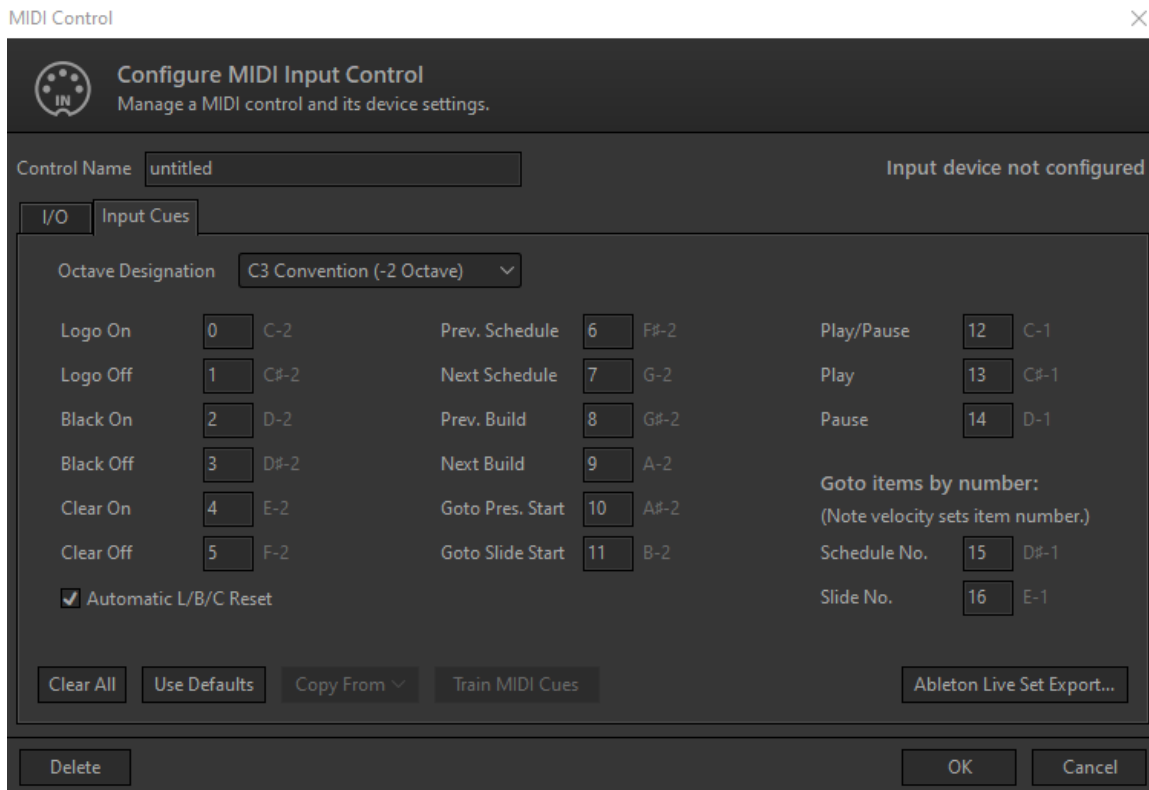 MIDI Control
IN
Configure MIDI Input Control
Manage a MIDI control and its device settings.
Control Name untitled Input device not configured
I/O Input Cues
Octave Designation C3 Convention (-2 Octave)
Logo On 0 C-2 Prev. Schedule 6 F♯-2 Play/Pause 12 C-1
Logo Off 1 C♯-2 Next Schedule 7 G-2 Play 13 C♯-1
Black On 2 D-2 Prev. Build 8 G♯-2 Pause 14 D-1
Black Off 3 D♯-2 Next Build 9 A-2
Goto items by number:
Clear On 4 E-2 Goto Pres. Start 10 A♯-2 (Note velocity sets item number.)
Clear Off 5 F-2 Goto Slide Start 11 B-2 Schedule No. 15 D♯-1
Automatic L/B/C Reset Slide No. 16 E-1
Clear All Use Defaults Copy From Train MIDI Cues Ableton Live Set Export...
Delete OK Cancel